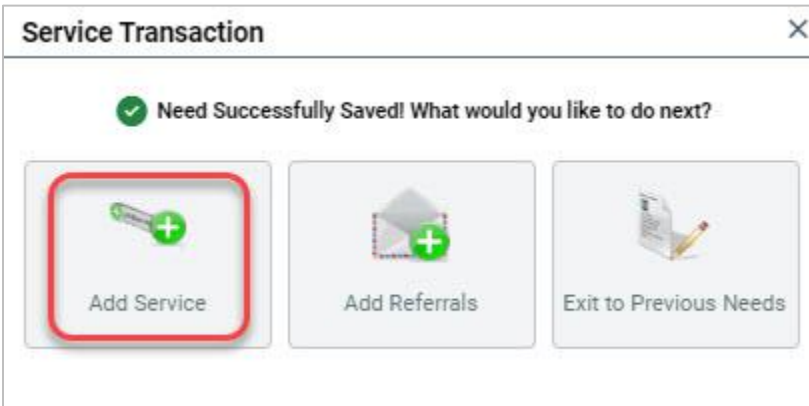 Service Transaction
Need Successfully Saved! What would you like to do next?
Add Service
Add Referrals
Exit to Previous Needs